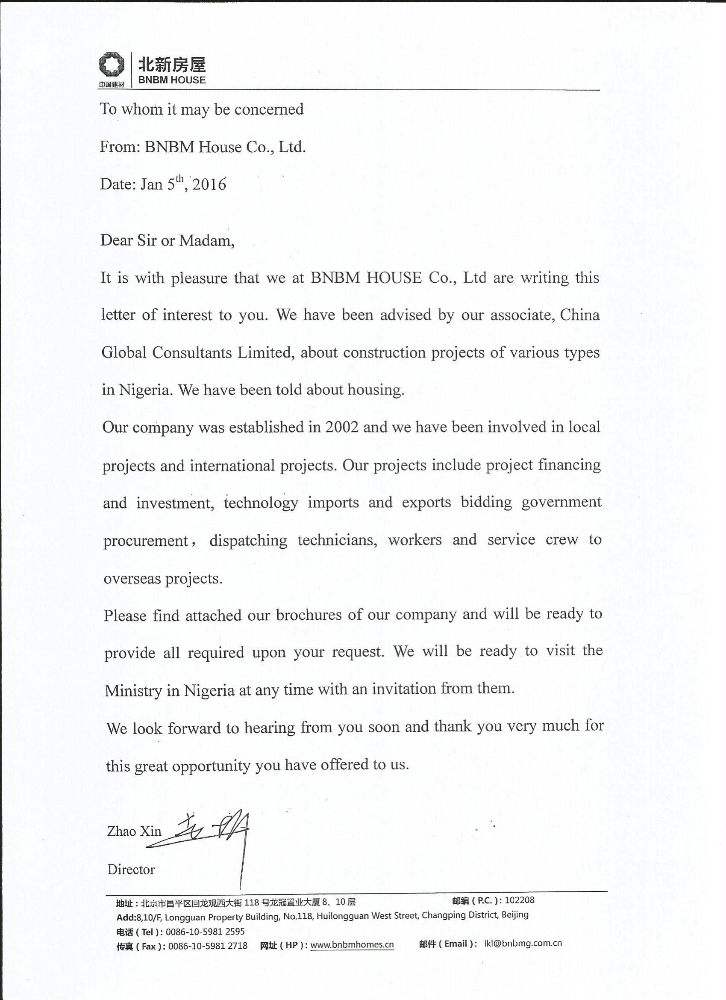 北新房屋
中国建材
BNBM HOUSE
To whom it may be concerned
From: BNBM House Co., Ltd.
Date: Jan 5th, 2016
Dear Sir or Madam,
It is with pleasure that we at BNBM HOUSE Co., Ltd are writing this
letter of interest to you. We have been advised by our associate, China
Global Consultants Limited, about construction projects of various types
in Nigeria. We have been told about housing.
Our company was established in 2002 and we have been involved in local
projects and international projects. Our projects include project financing
and investment, technology imports and exports bidding government
procurement，dispatching technicians, workers and service crew to
overseas projects.
Please find attached our brochures of our company and will be ready to
provide all required upon your request. We will be ready to visit the
Ministry in Nigeria at any time with an invitation from them.
We look forward to hearing from you soon and thank you very much for
this great opportunity you have offered to us.
Zhao Xin
Director
地址：北京市昌平区回龙观西大街 118 号龙冠置业大厦 8、10 层 邮编 ( P.C. ) : 102208
Add:8,10/F, Longguan Property Building, No.118, Huilongguan West Street, Changping District, Beijing
电话 ( Tel ) : 0086-10-5981 2595
传真 ( Fax ) : 0086-10-5981 2718 网址 ( HP ) : www.bnbmhomes.cn 邮件 ( Email ) : lkl@bnbmg.com.cn